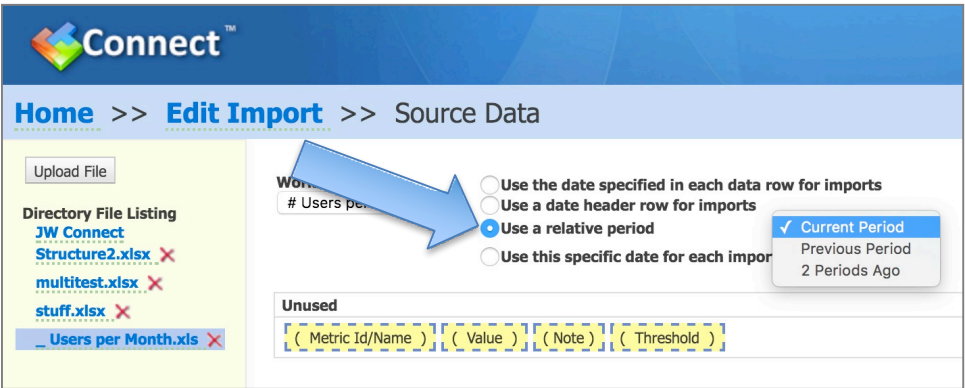 Connect™
Home >> Edit Import >> Source Data
Upload File
Directory File Listing
JW Connect
Structure2.xlsx
multitest.xlsx
stuff.xlsx
_ Users per Month.xls
# Users
Use the date specified in each data row for imports
Use a date header row for imports
Use a relative period
Use this specific date for each
✓ Current Period
Previous Period
2 Periods Ago
Unused
( Metric Id/Name ) ( Value ) ( Note ) ( Threshold )